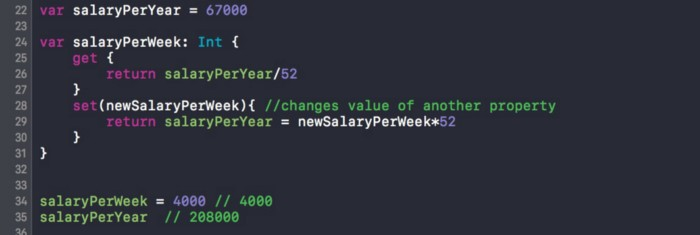 22 var salaryPerYear = 67000
23
24 var salaryPerWeek: Int {
25 get {
26 return salaryPerYear/52
27 }
28 set(newSalaryPerWeek){ //changes value of another property
29 return salaryPerYear = newSalaryPerWeek*52
30 }
31 }
32
33
34 salaryPerWeek = 4000 // 4000
35 salaryPerYear // 208000
36